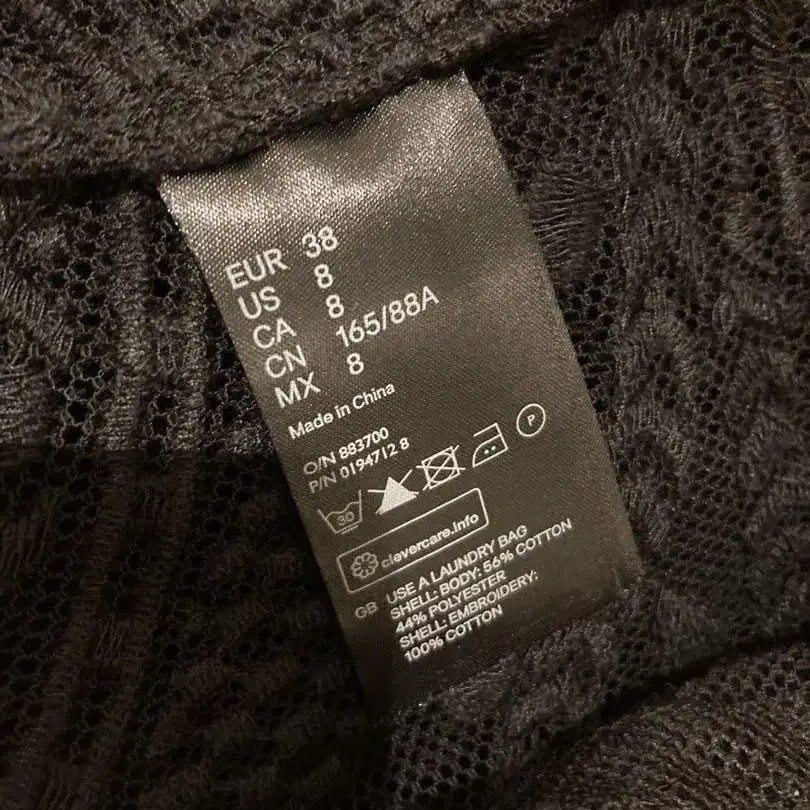 EUR 38
US 8
CA 8
CN 165/88A
MX 8
Made in China
O/N 883700
P/N 0194712 8
30
P
clevercare.info
GB USE A LAUNDRY BAG
SHELL: BODY: 56% COTTON
44% POLYESTER
SHELL: EMBROIDERY:
100% COTTON